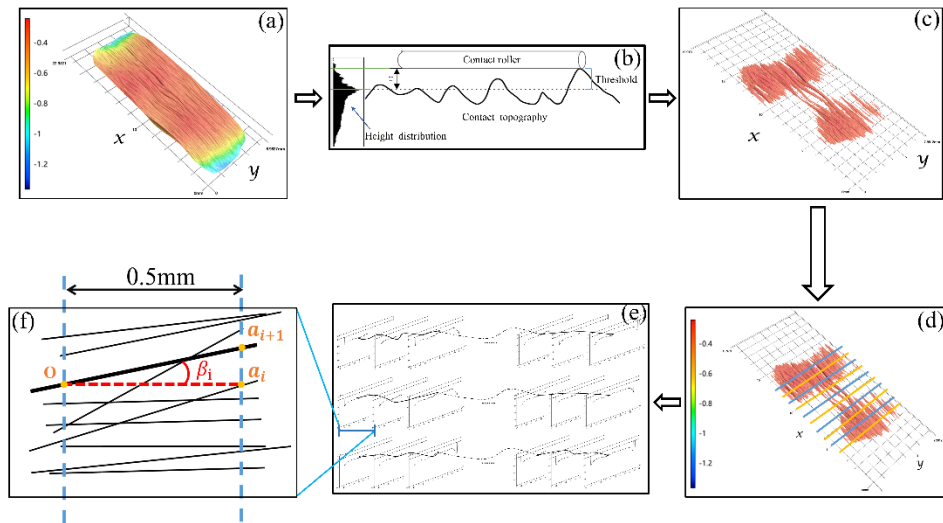 (a)
-0.4
-0.6
-0.8
-1
-1.2
x
y
(b)
Contact roller
Threshold
Contact topography
Height distribution
(c)
x
y
0.5mm
(f)
a_{i+1}
O
β_i
a_i
(e)
(d)
-0.4
-0.6
-0.8
-1
-1.2
x
y